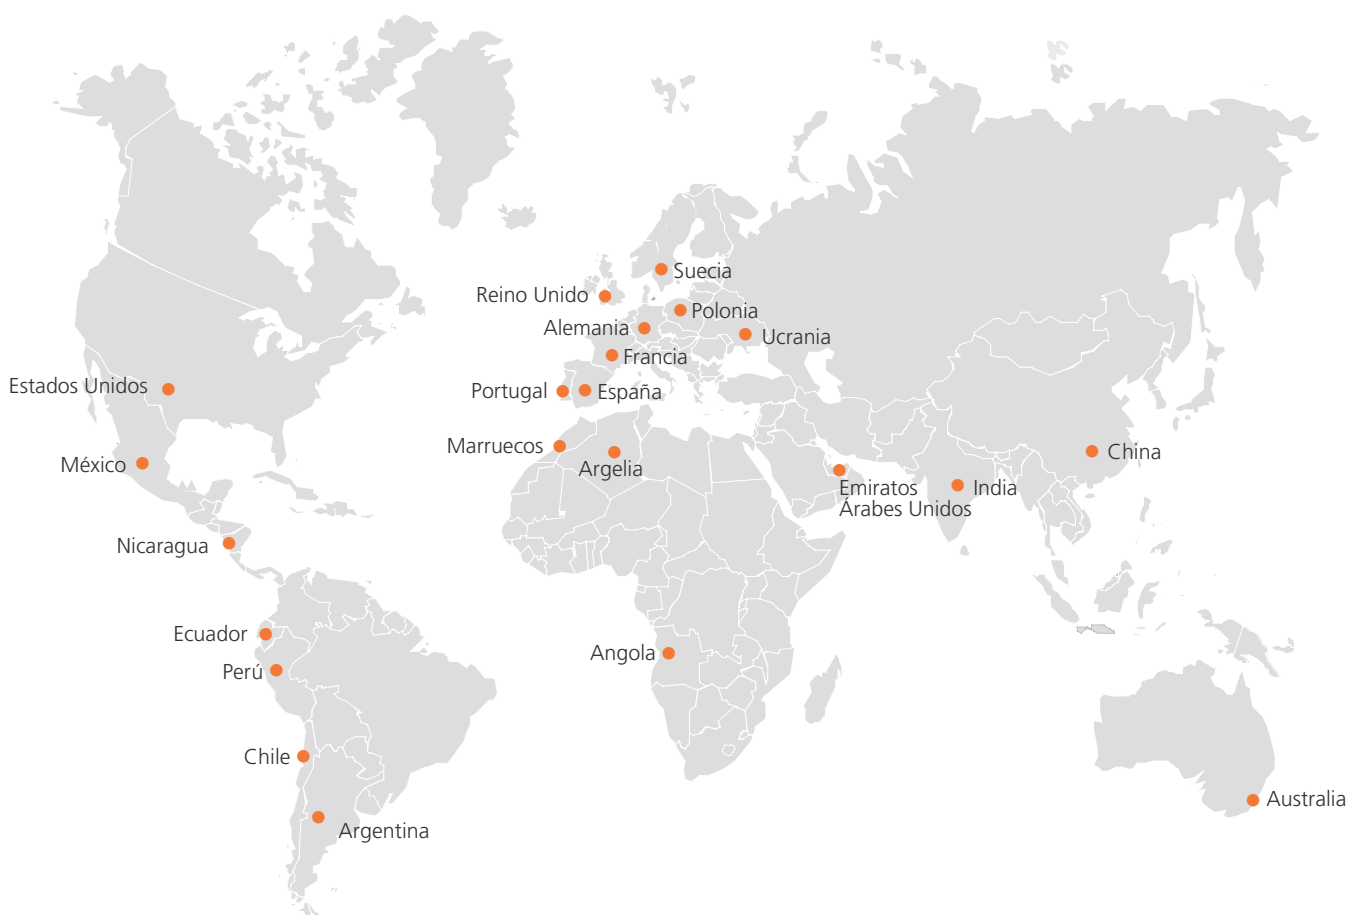 Suecia
Reino Unido
Polonia
Alemania
Ucrania
Francia
Estados Unidos
Portugal
España
Marruecos
China
México
Argelia
Emiratos
Árabes Unidos
India
Nicaragua
Ecuador
Angola
Perú
Chile
Australia
Argentina